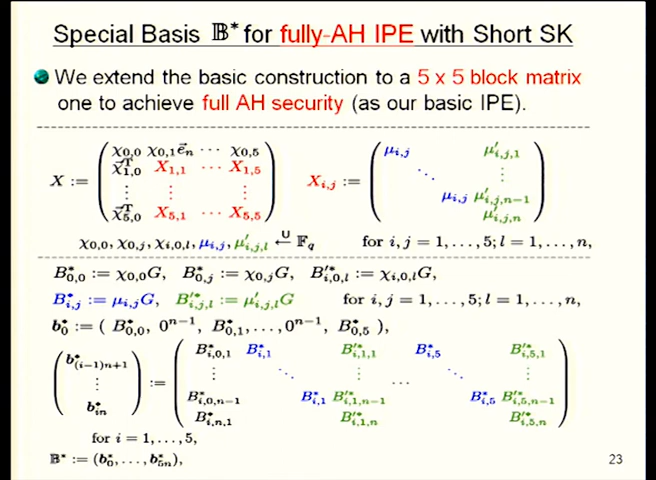 Special Basis 𝔹* for fully-AH IPE with Short SK
We extend the basic construction to a 5 x 5 block matrix
one to achieve full AH security (as our basic IPE).
X := ( χ0,0 χ0,1e⃗n ··· χ0,5
χ⃗ᵀ1,0 X1,1 ··· X1,5
⋮ ⋮ ⋮
χ⃗ᵀ5,0 X5,1 ··· X5,5 )
Xi,j := ( μi,j μ′i,j,1
⋱ ⋮
μi,j μ′i,j,n−1
μ′i,j,n )
χ0,0, χ0,j, χi,0,l, μi,j, μ′i,j,l ←U 𝔽q for i, j = 1, . . . , 5; l = 1, . . . , n,
B*0,0 := χ0,0G, B*0,j := χ0,jG, B′*i,0,l := χi,0,lG,
B*i,j := μi,jG, B′*i,j,l := μ′i,j,lG for i, j = 1, . . . , 5; l = 1, . . . , n,
b*0 := ( B*0,0, 0ⁿ⁻¹, B*0,1, . . . , 0ⁿ⁻¹, B*0,5 ),
( b*(i−1)n+1
⋮
b*in ) :=
( B*i,0,1 B*i,1 B′*i,1,1 B*i,5 B′*i,5,1
⋮ ⋱ ⋮ ··· ⋱ ⋮
B*i,0,n−1 B*i,1 B′*i,1,n−1 B*i,5 B′*i,5,n−1
B*i,n,1 B′*i,1,n B′*i,5,n )
for i = 1, . . . , 5,
𝔹* := (b*0, . . . , b*5n),
23